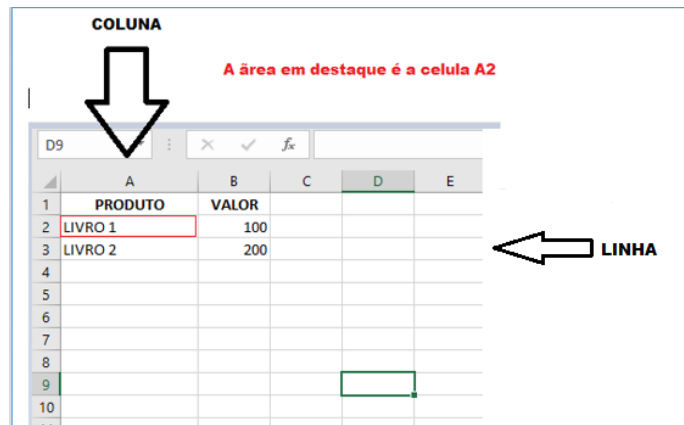 COLUNA
A ãrea em destaque é a celula A2
D9 fx
A B C D E
1 PRODUTO VALOR
2 LIVRO 1 100
3 LIVRO 2 200
LINHA
4
5
6
7
8
9
10